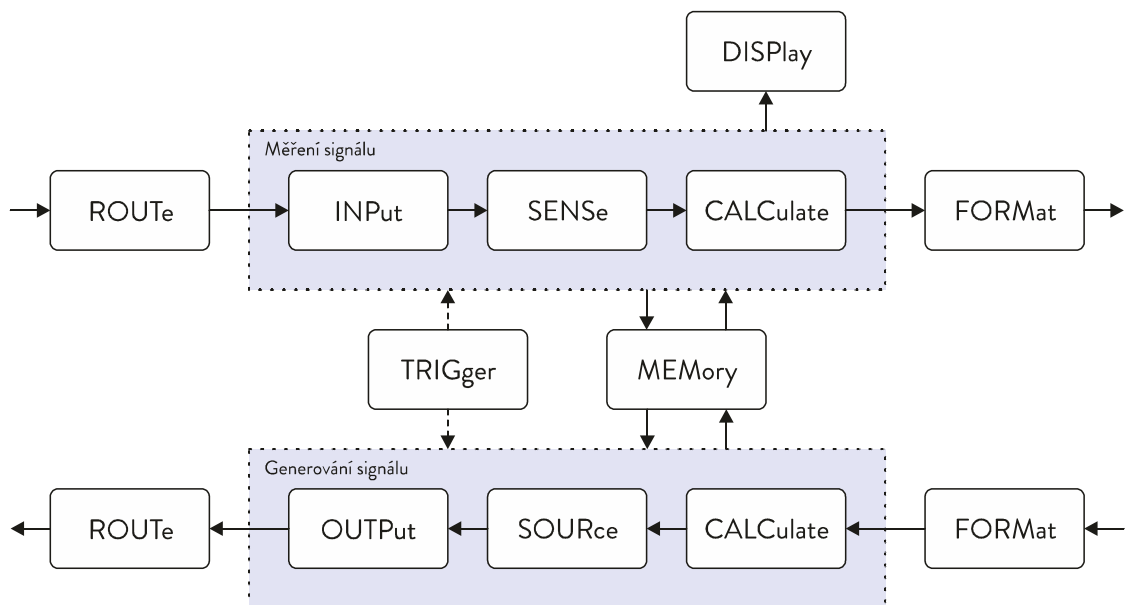 DISPlay
Měření signálu
ROUTe
INPut
SENSe
CALCulate
FORMat
TRIGger
MEMory
Generování signálu
ROUTe
OUTPut
SOURce
CALCulate
FORMat